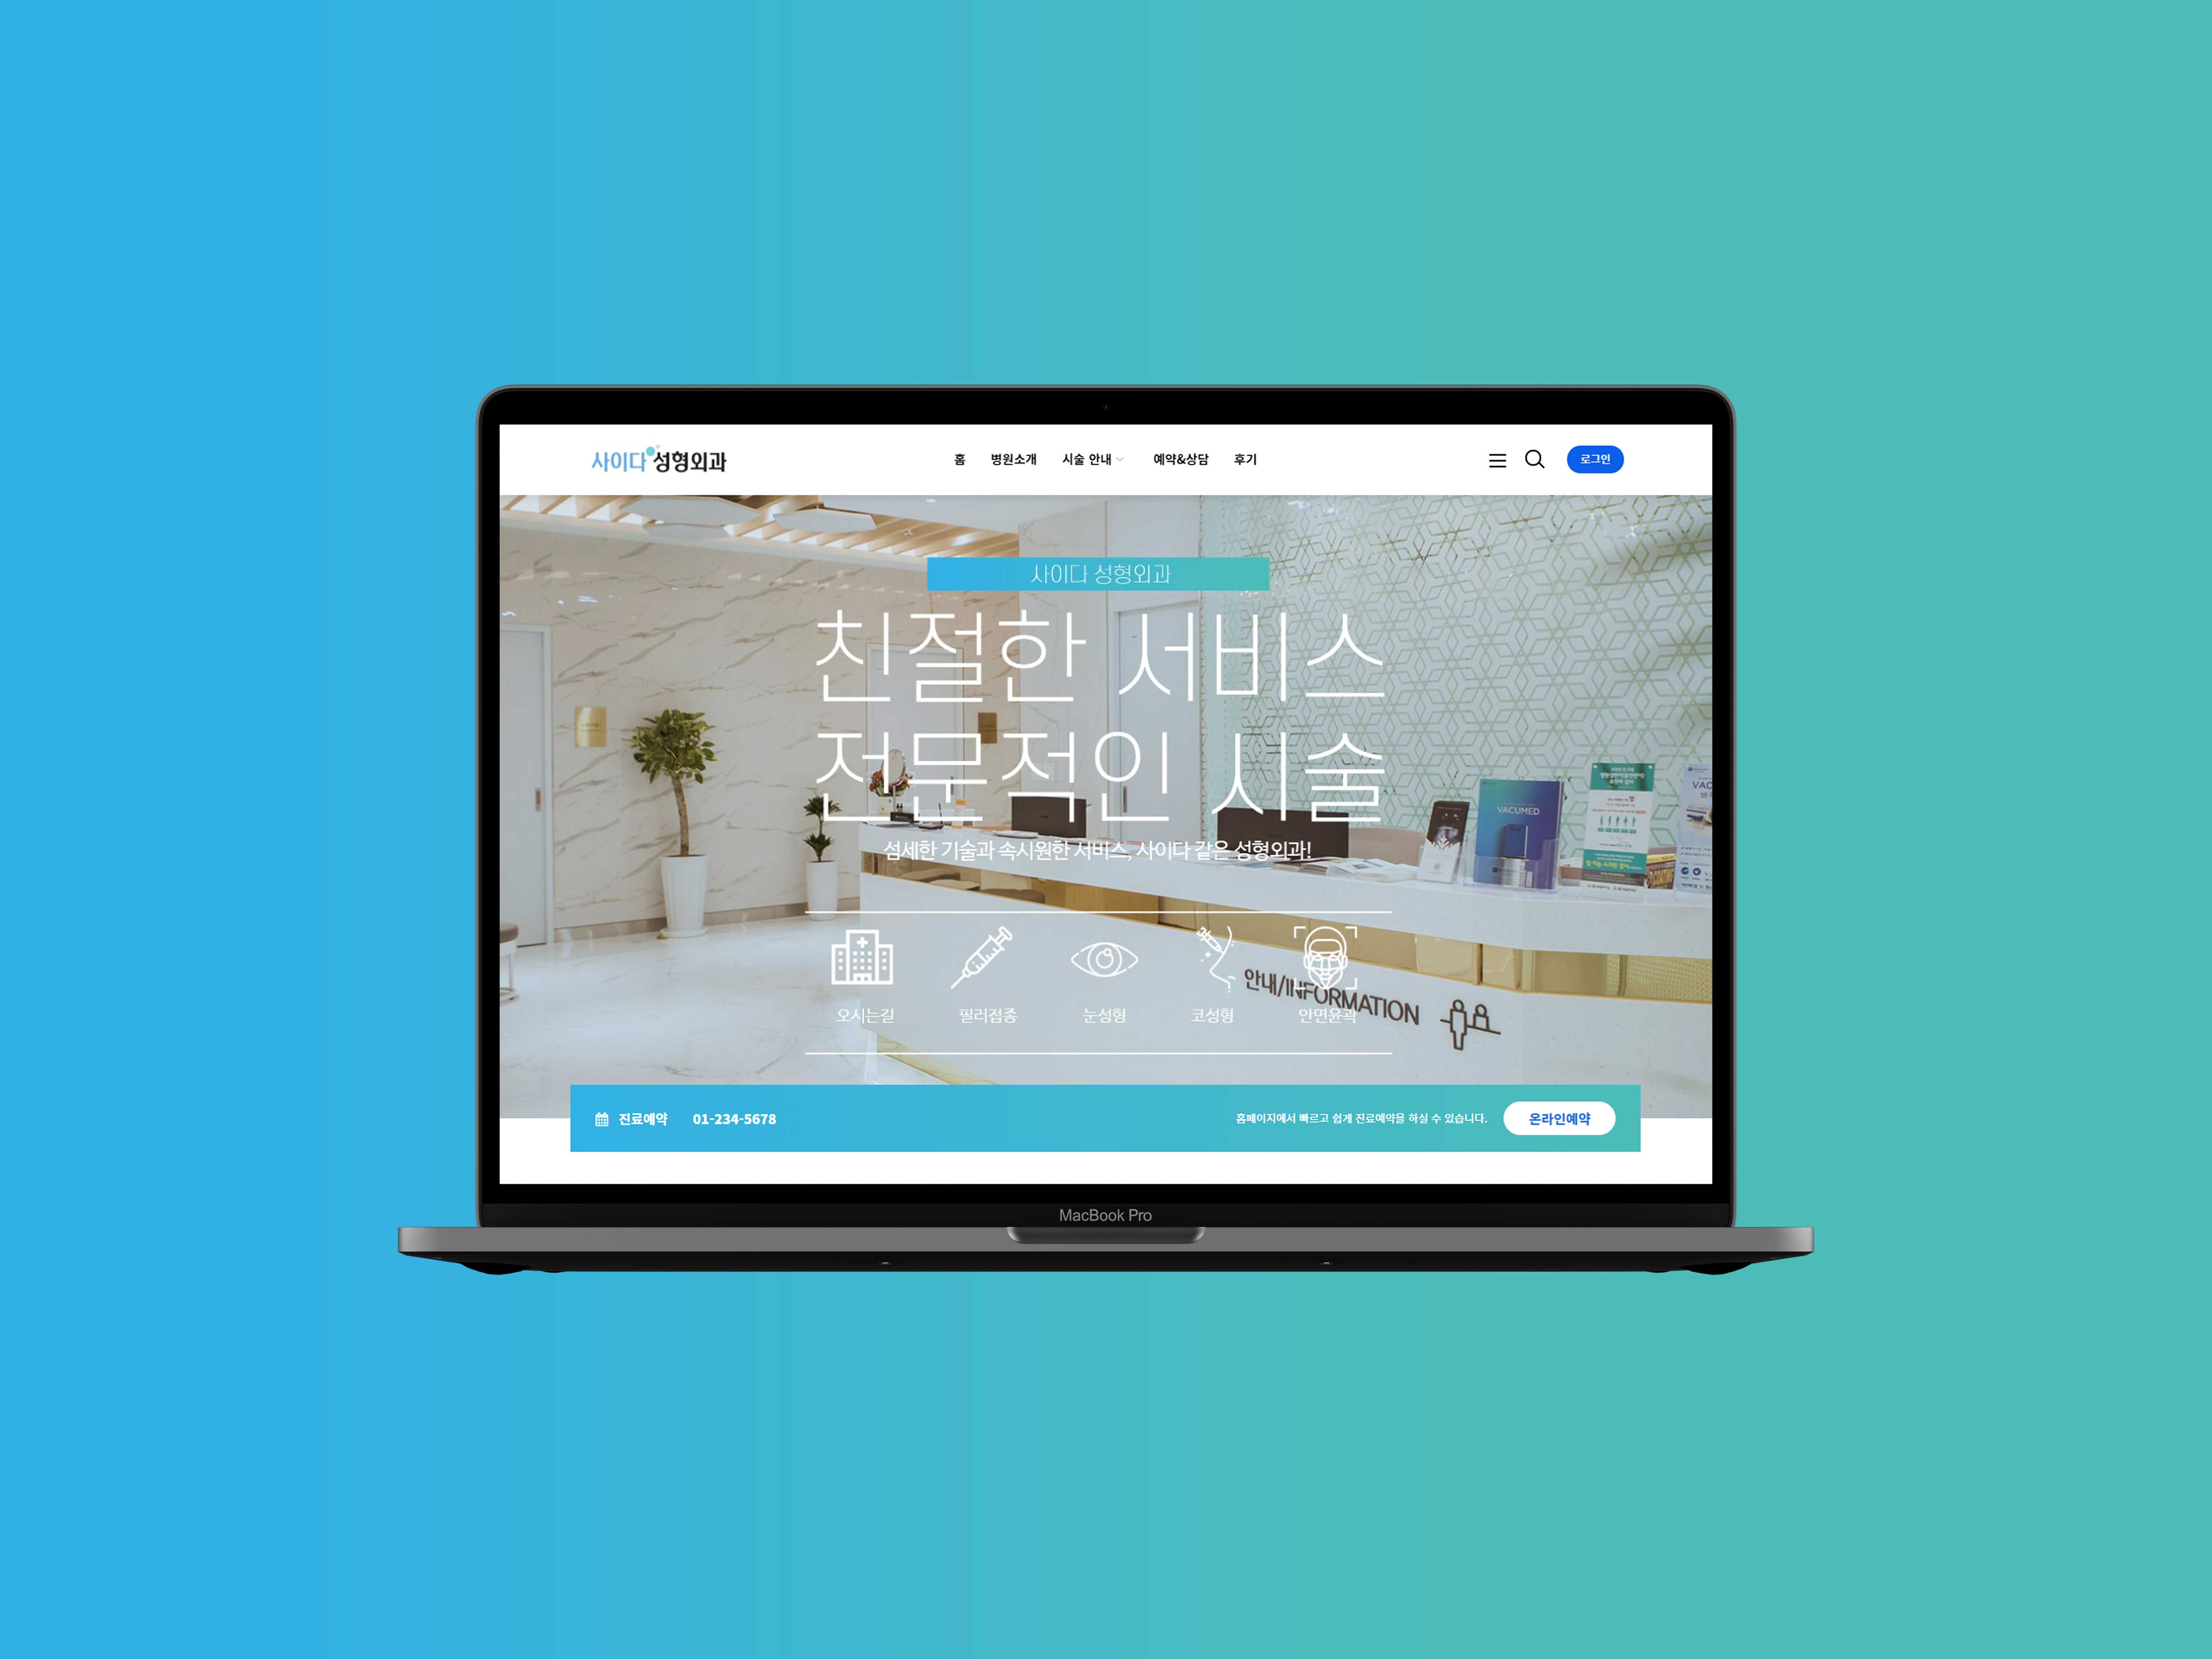 사이다 성형외과
홈 병원소개 시술 안내 예약&상담 후기
로그인
사이다 성형외과
친절한 서비스
전문적인 시술
섬세한 기술과 속시원한 서비스, 사이다 같은 성형외과!
VACUMED
VAC
오시는길 필러접종 눈성형 코성형 안면윤곽
안내/INFORMATION
진료예약 01-234-5678
홈페이지에서 빠르고 쉽게 진료예약을 하실 수 있습니다.
온라인예약
MacBook Pro